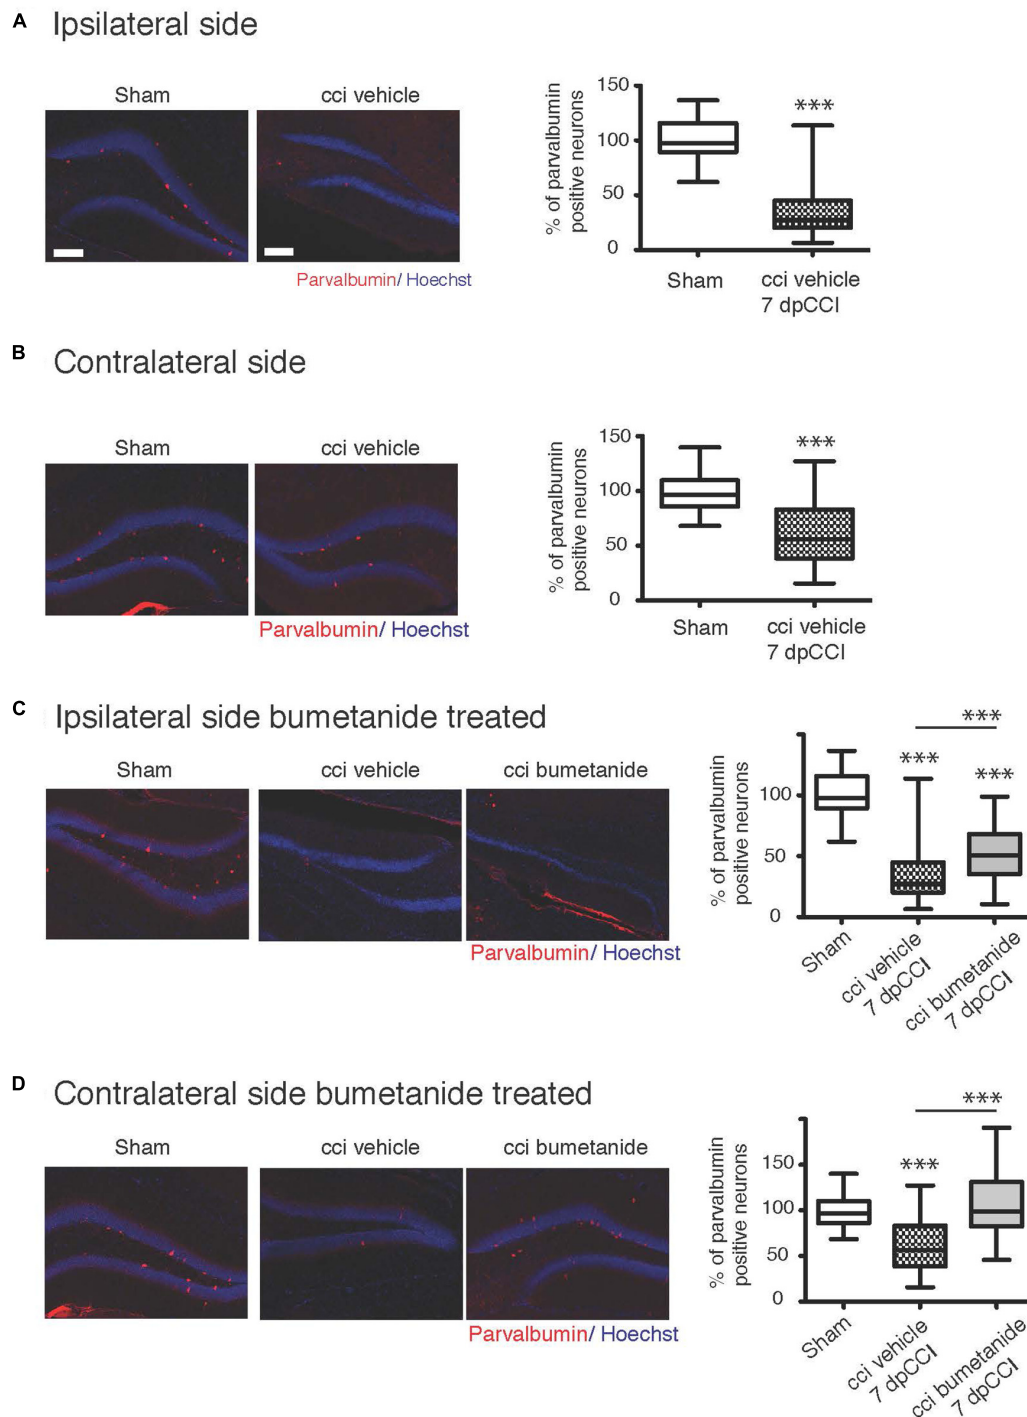 A Ipsilateral side
Sham
cci vehicle
Parvalbumin/ Hoechst
% of parvalbumin
positive neurons
150
100
50
0
***
Sham
cci vehicle
7 dpCCI
B Contralateral side
Sham
cci vehicle
Parvalbumin/ Hoechst
% of parvalbumin
positive neurons
150
100
50
0
***
Sham
cci vehicle
7 dpCCI
C Ipsilateral side bumetanide treated
Sham
cci vehicle
cci bumetanide
Parvalbumin/ Hoechst
% of parvalbumin
positive neurons
100
50
0
***
***
***
Sham
cci vehicle
7 dpCCI
cci bumetanide
7 dpCCI
D Contralateral side bumetanide treated
Sham
cci vehicle
cci bumetanide
Parvalbumin/ Hoechst
% of parvalbumin
positive neurons
150
100
50
0
***
***
Sham
cci vehicle
7 dpCCI
cci bumetanide
7 dpCCI